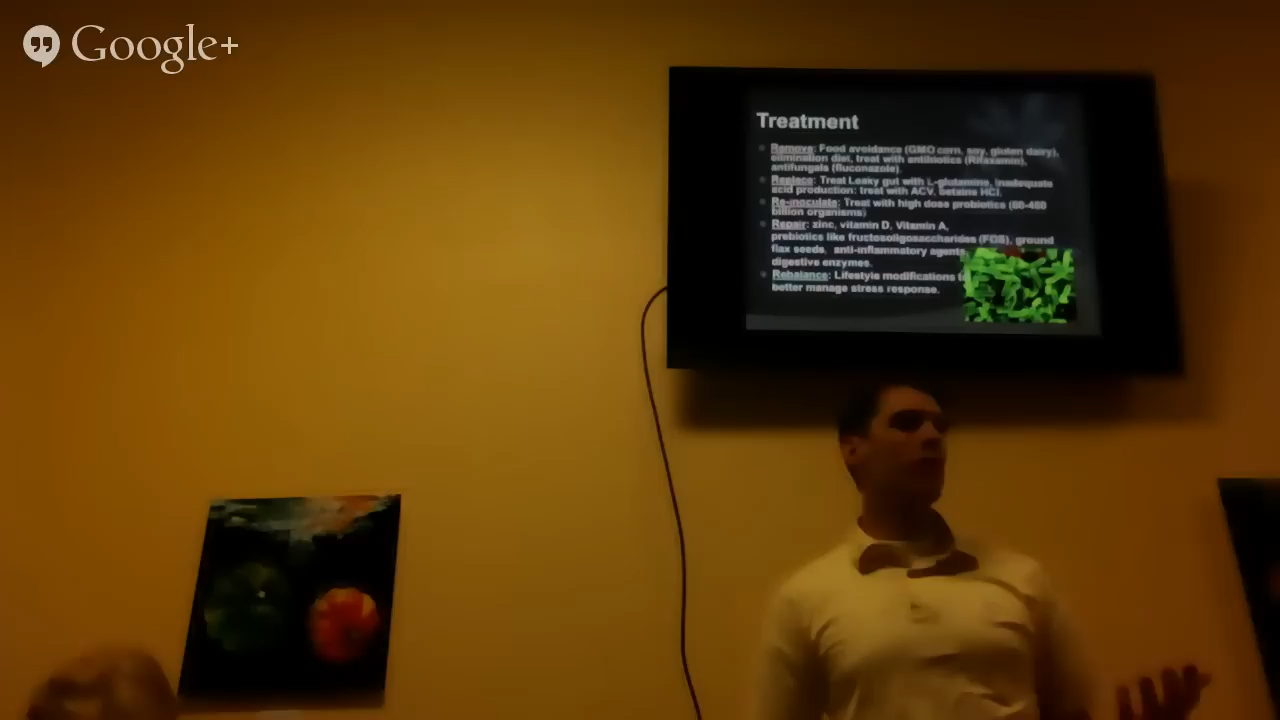 Google+
Treatment
Remove: Food avoidance (GMO corn, soy, gluten dairy),
elimination diet, treat with antibiotics (Rifaxamin),
antifungals (fluconazole).
Replace: Treat Leaky gut with L-glutamine, inadequate
acid production: treat with ACV, betaine HCl.
Re-inoculate: Treat with high dose probiotics
billion organisms)
Repair: zinc, vitamin D, Vitamin A,
prebiotics like fructosoligosaccharides (FOS), ground
flax seeds, anti-inflammatory agents,
digestive enzymes.
Rebalance: Lifestyle modifications
better manage stress response.